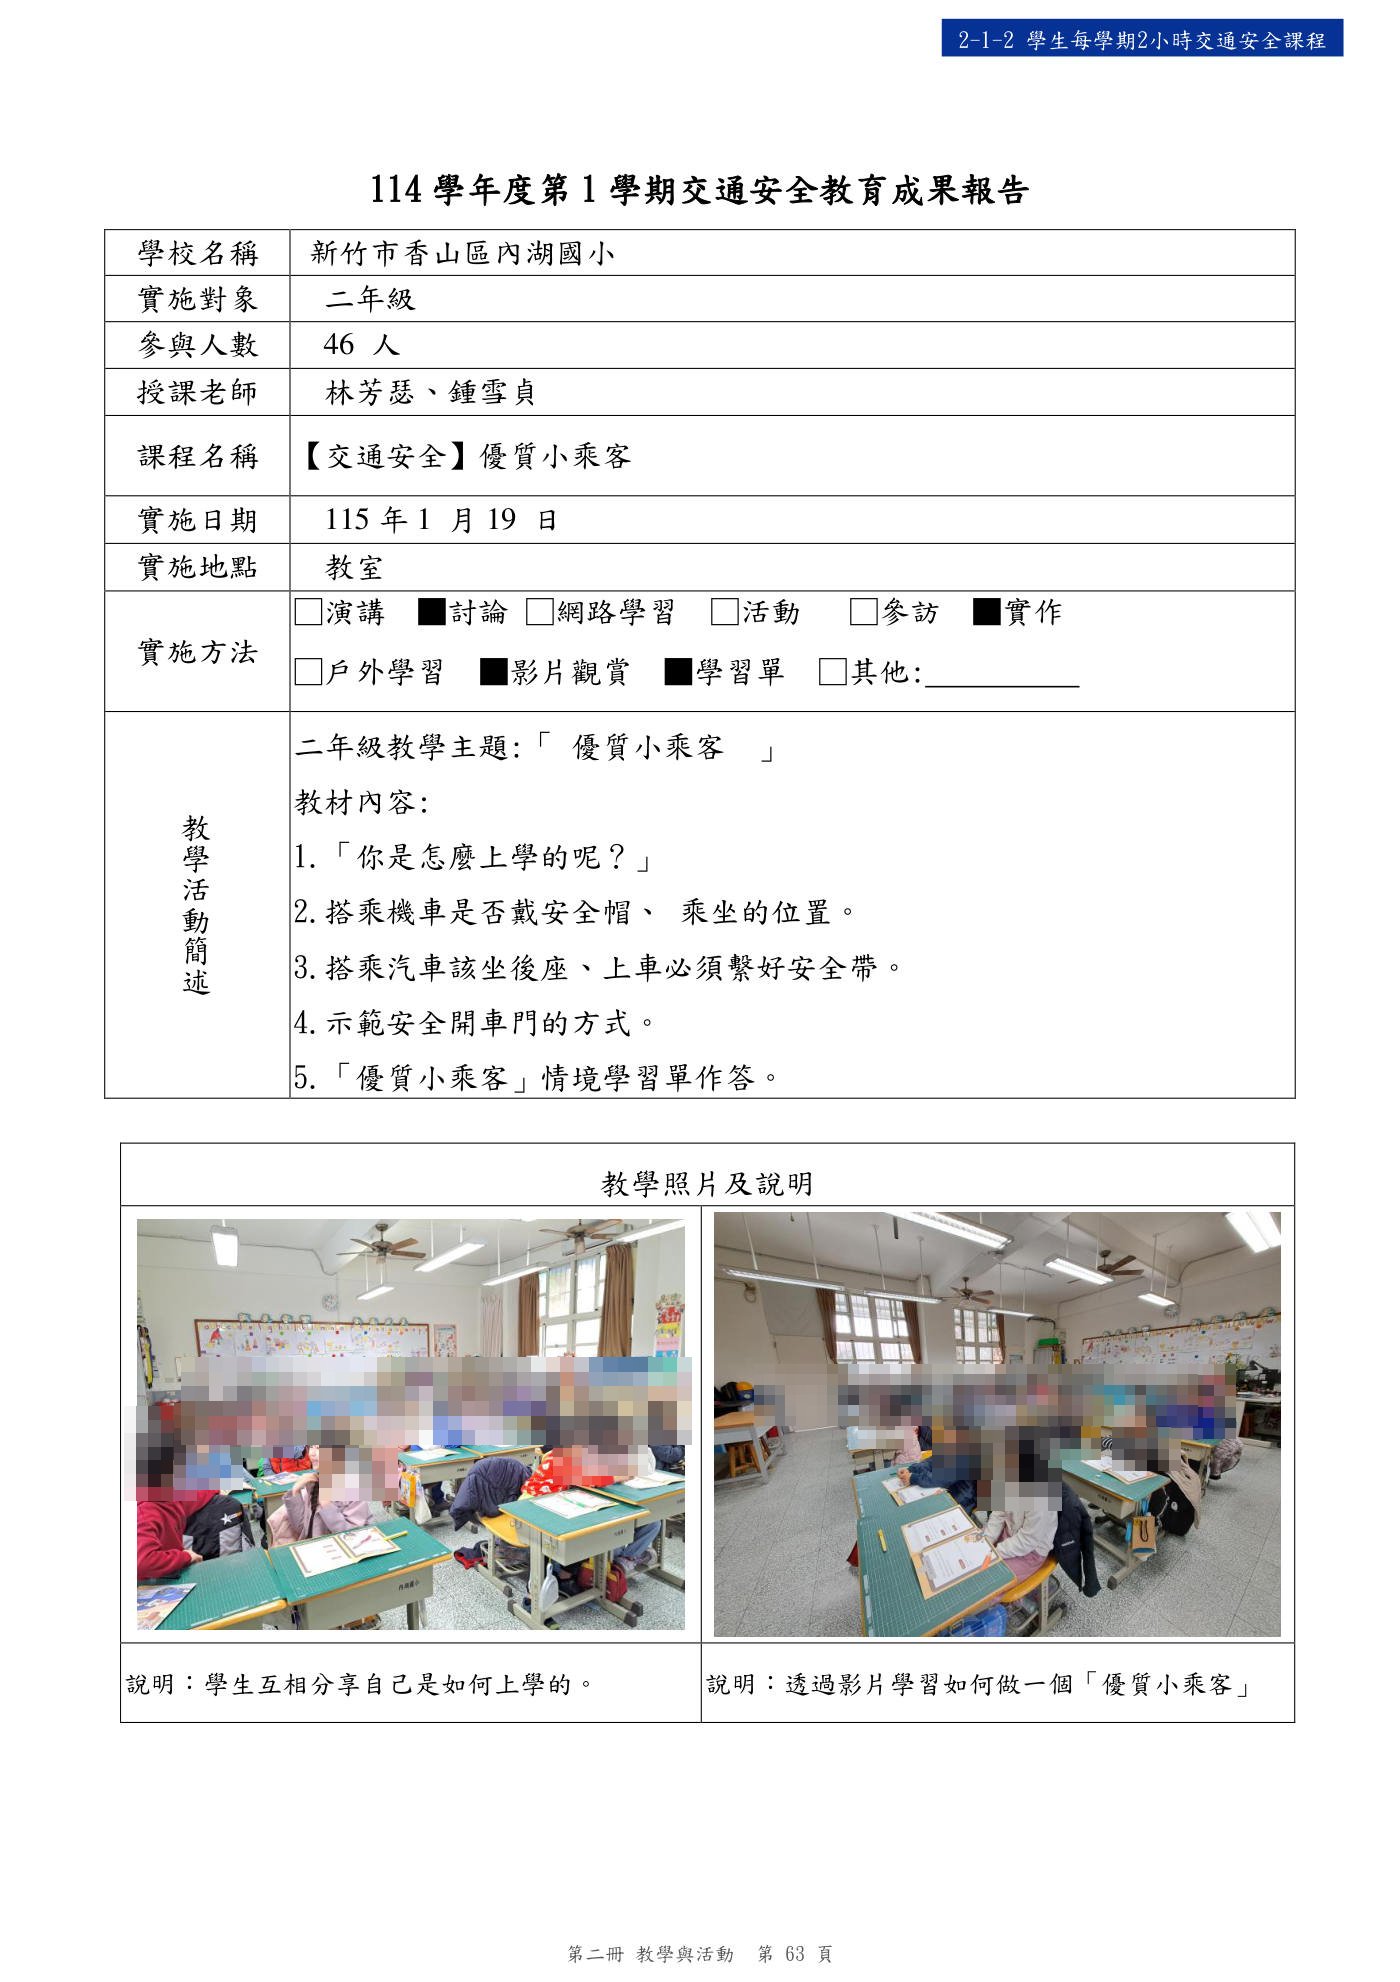 2-1-2 學生每學期2小時交通安全課程
114 學年度第 1 學期交通安全教育成果報告
學校名稱 新竹市香山區內湖國小
實施對象 二年級
參與人數 46 人
授課老師 林芳瑟、鍾雪貞
課程名稱 【交通安全】優質小乘客
實施日期 115 年 1 月 19 日
實施地點 教室
實施方法
□演講 ■討論 □網路學習 □活動 □參訪 ■實作
□戶外學習 ■影片觀賞 ■學習單 □其他:__________
教學活動簡述
二年級教學主題:「 優質小乘客 」
教材內容:
1.「你是怎麼上學的呢？」
2.搭乘機車是否戴安全帽、 乘坐的位置。
3.搭乘汽車該坐後座、上車必須繫好安全帶。
4.示範安全開車門的方式。
5.「優質小乘客」情境學習單作答。
教學照片及說明
說明：學生互相分享自己是如何上學的。
說明：透過影片學習如何做一個「優質小乘客」
第二冊 教學與活動 第 63 頁